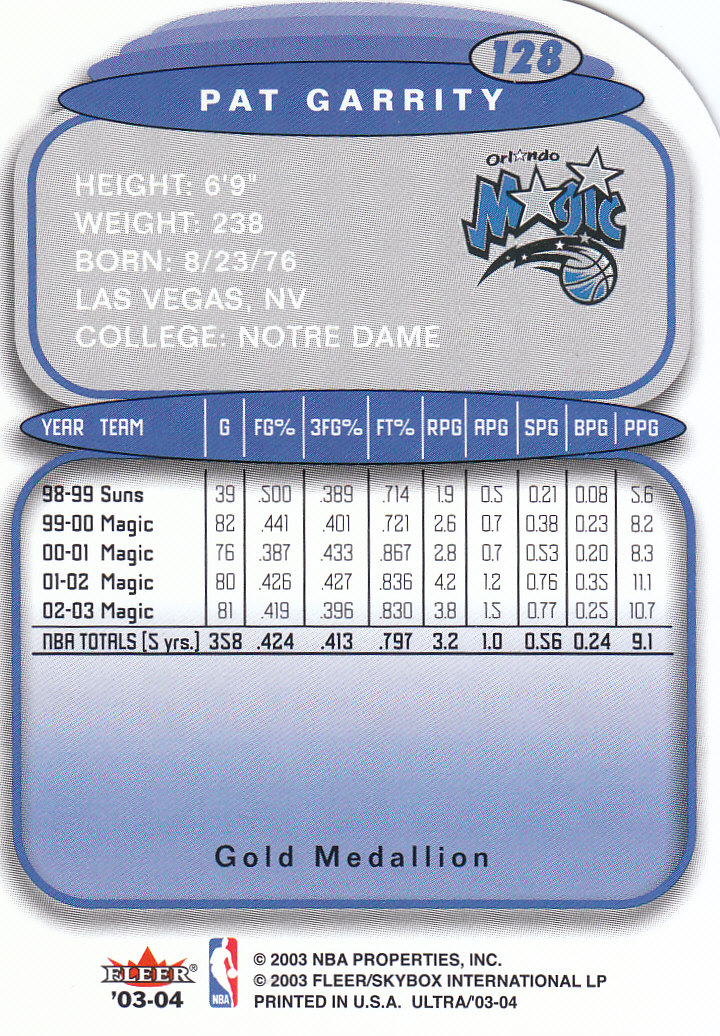 128
PAT GARRITY
Orlando
Magic
HEIGHT: 6'9"
WEIGHT: 238
BORN: 8/23/76
LAS VEGAS, NV
COLLEGE: NOTRE DAME
YEAR TEAM G FG% 3FG% FT% RPG APG SPG BPG PPG
98-99 Suns 39 .500 .389 .714 1.9 0.5 0.21 0.08 5.6
99-00 Magic 82 .441 .401 .721 2.6 0.7 0.38 0.23 8.2
00-01 Magic 76 .387 .433 .867 2.8 0.7 0.53 0.20 8.3
01-02 Magic 80 .426 .427 .836 4.2 1.2 0.76 0.35 11.1
02-03 Magic 81 .419 .396 .830 3.8 1.5 0.77 0.25 10.7
NBA TOTALS [5 yrs.] 358 .424 .413 .797 3.2 1.0 0.56 0.24 9.1
Gold Medallion
FLEER®
'03-04
NBA
© 2003 NBA PROPERTIES, INC.
© 2003 FLEER/SKYBOX INTERNATIONAL LP
PRINTED IN U.S.A. ULTRA/'03-04